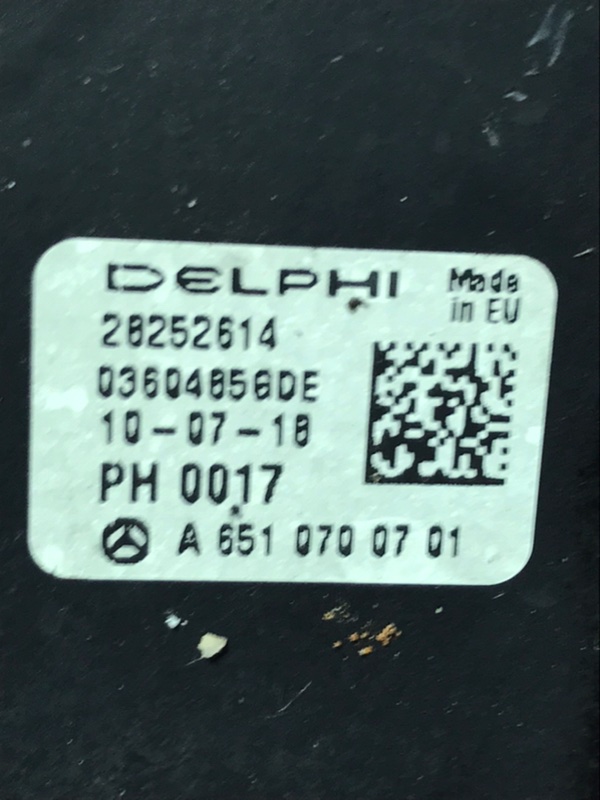 DELPHI
Made
in EU
28252614
03604856DE
10-07-18
PH 0017
A 651 070 07 01